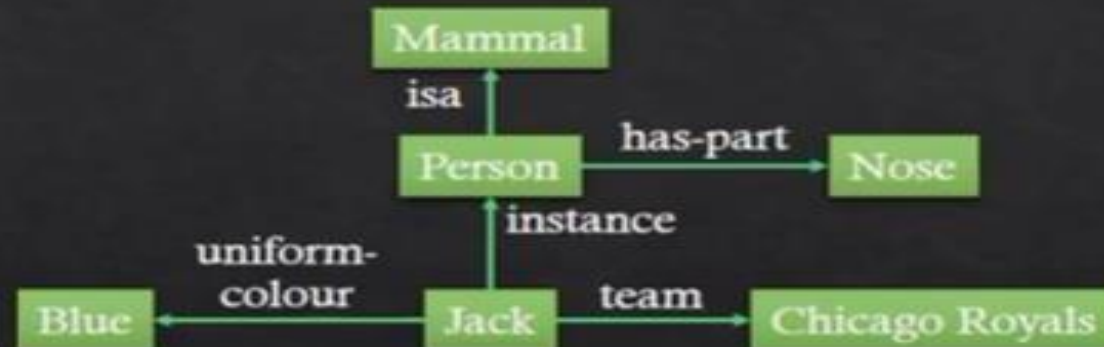 Mammal
isa
Person
has-part
Nose
instance
uniform-
colour
Blue
Jack
team
Chicago Royals